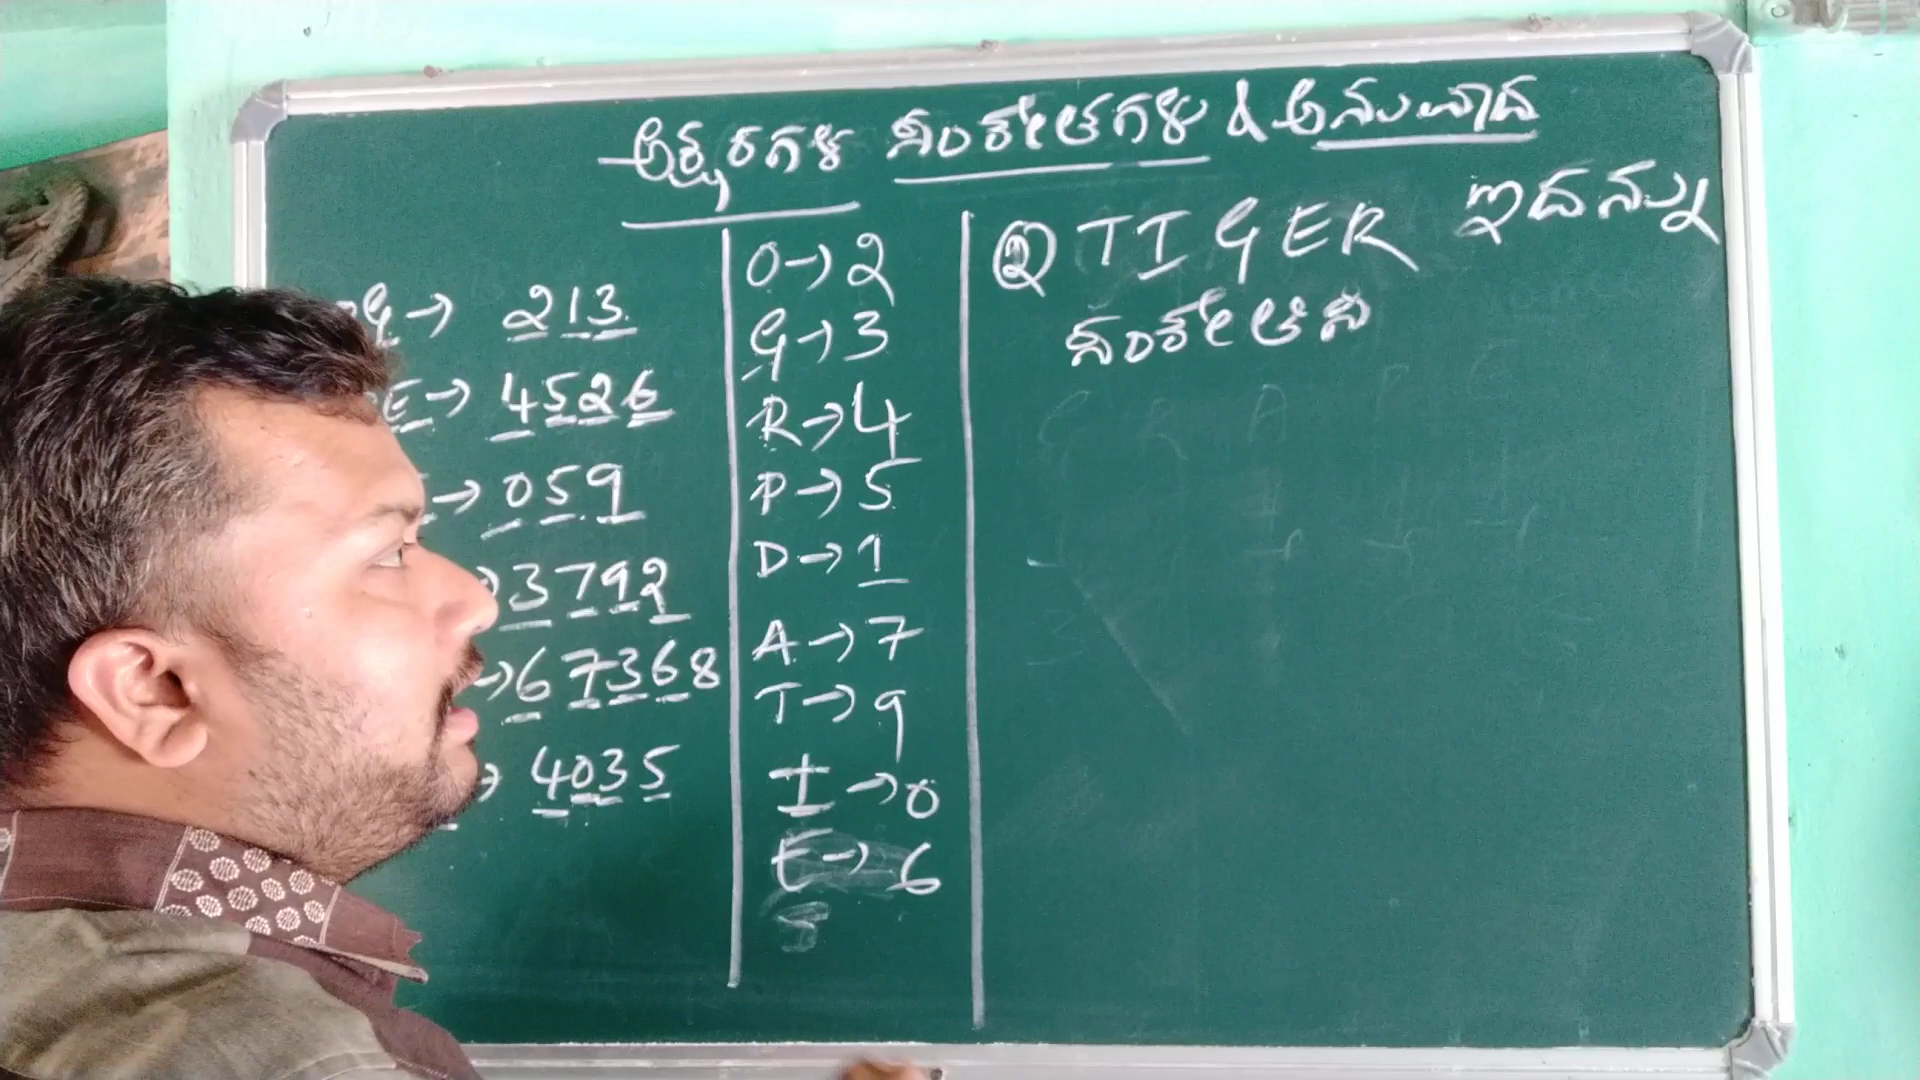 ಅಕ್ಷರಗಳ ಸಂಕೇತಗಳು & ಅನುವಾದ
G→ 213
E→ 4526
→ 059
→ 3792
→ 67368
→ 4035
O→2
G→3
R→4
P→5
D→1
A→7
T→9
I→0
E→6
② TIGER ಇದನ್ನು
ಸಂಕೇತಿಸಿ